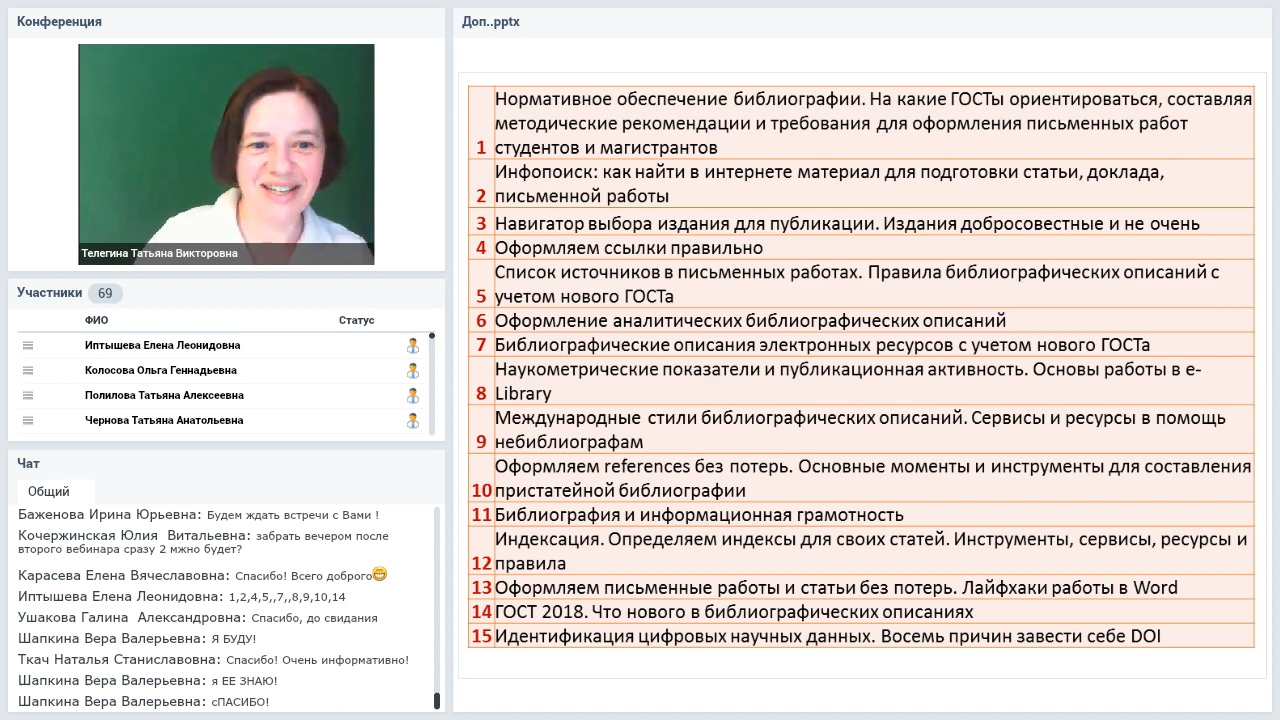 Конференция
Телегина Татьяна Викторовна
Участники 69
ФИО Статус
Иптышева Елена Леонидовна
Колосова Ольга Геннадьевна
Полилова Татьяна Алексеевна
Чернова Татьяна Анатольевна
Чат
Общий
Баженова Ирина Юрьевна: Будем ждать встречи с Вами !
Кочержинская Юлия Витальевна: забрать вечером после
второго вебинара сразу 2 мжно будет?
Карасева Елена Вячеславовна: Спасибо! Всего доброго
Иптышева Елена Леонидовна: 1,2,4,5,,7,,8,9,10,14
Ушакова Галина Александровна: Спасибо, до свидания
Шапкина Вера Валерьевна: Я БУДУ!
Ткач Наталья Станиславовна: Спасибо! Очень информативно!
Шапкина Вера Валерьевна: я ЕЕ ЗНАЮ!
Шапкина Вера Валерьевна: сПАСИБО!
Доп..pptx
Нормативное обеспечение библиографии. На какие ГОСТы ориентироваться, составляя
методические рекомендации и требования для оформления письменных работ
1 студентов и магистрантов
Инфопоиск: как найти в интернете материал для подготовки статьи, доклада,
2 письменной работы
3 Навигатор выбора издания для публикации. Издания добросовестные и не очень
4 Оформляем ссылки правильно
Список источников в письменных работах. Правила библиографических описаний с
5 учетом нового ГОСТа
6 Оформление аналитических библиографических описаний
7 Библиографические описания электронных ресурсов с учетом нового ГОСТа
Наукометрические показатели и публикационная активность. Основы работы в e-
8 Library
Международные стили библиографических описаний. Сервисы и ресурсы в помощь
9 небиблиографам
Оформляем references без потерь. Основные моменты и инструменты для составления
10 пристатейной библиографии
11 Библиография и информационная грамотность
Индексация. Определяем индексы для своих статей. Инструменты, сервисы, ресурсы и
12 правила
13 Оформляем письменные работы и статьи без потерь. Лайфхаки работы в Word
14 ГОСТ 2018. Что нового в библиографических описаниях
15 Идентификация цифровых научных данных. Восемь причин завести себе DOI